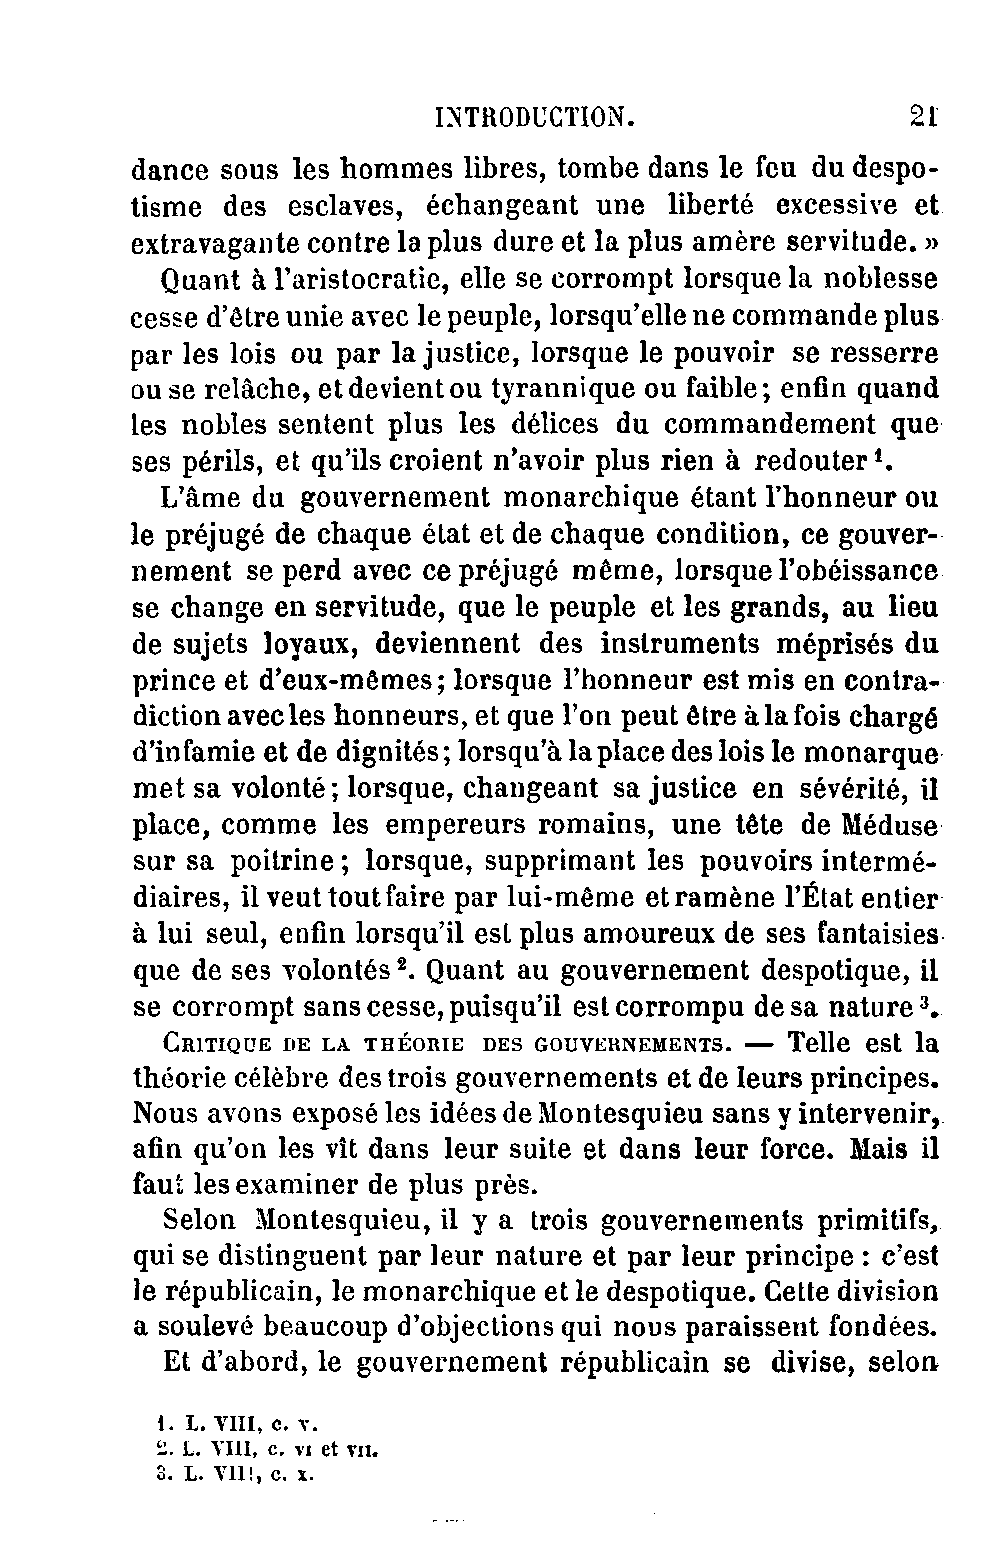 INTRODUCTION. 21
dance sous les hommes libres, tombe dans le feu du despo-
tisme des esclaves, échangeant une liberté excessive et
extravagante contre la plus dure et la plus amère servitude. »
Quant à l'aristocratie, elle se corrompt lorsque la noblesse
cesse d'être unie avec le peuple, lorsqu'elle ne commande plus
par les lois ou par la justice, lorsque le pouvoir se resserre
ou se relâche, et devient ou tyrannique ou faible; enfin quand
les nobles sentent plus les délices du commandement que
ses périls, et qu'ils croient n'avoir plus rien à redouter¹.
L'âme du gouvernement monarchique étant l'honneur ou
le préjugé de chaque état et de chaque condition, ce gouver-
nement se perd avec ce préjugé même, lorsque l'obéissance
se change en servitude, que le peuple et les grands, au lieu
de sujets loyaux, deviennent des instruments méprisés du
prince et d'eux-mêmes; lorsque l'honneur est mis en contra-
diction avec les honneurs, et que l'on peut être à la fois chargé
d'infamie et de dignités; lorsqu'à la place des lois le monarque
met sa volonté; lorsque, changeant sa justice en sévérité, il
place, comme les empereurs romains, une tête de Méduse
sur sa poitrine; lorsque, supprimant les pouvoirs intermé-
diaires, il veut tout faire par lui-même et ramène l'État entier
à lui seul, enfin lorsqu'il est plus amoureux de ses fantaisies
que de ses volontés². Quant au gouvernement despotique, il
se corrompt sans cesse, puisqu'il est corrompu de sa nature³.
CRITIQUE DE LA THÉORIE DES GOUVERNEMENTS. — Telle est la
théorie célèbre des trois gouvernements et de leurs principes.
Nous avons exposé les idées de Montesquieu sans y intervenir,
afin qu'on les vît dans leur suite et dans leur force. Mais il
faut les examiner de plus près.
Selon Montesquieu, il y a trois gouvernements primitifs,
qui se distinguent par leur nature et par leur principe : c'est
le républicain, le monarchique et le despotique. Cette division
a soulevé beaucoup d'objections qui nous paraissent fondées.
Et d'abord, le gouvernement républicain se divise, selon
1. L. VIII, c. v.
2. L. VIII, c. VI et VII.
3. L. VIII, c. x.